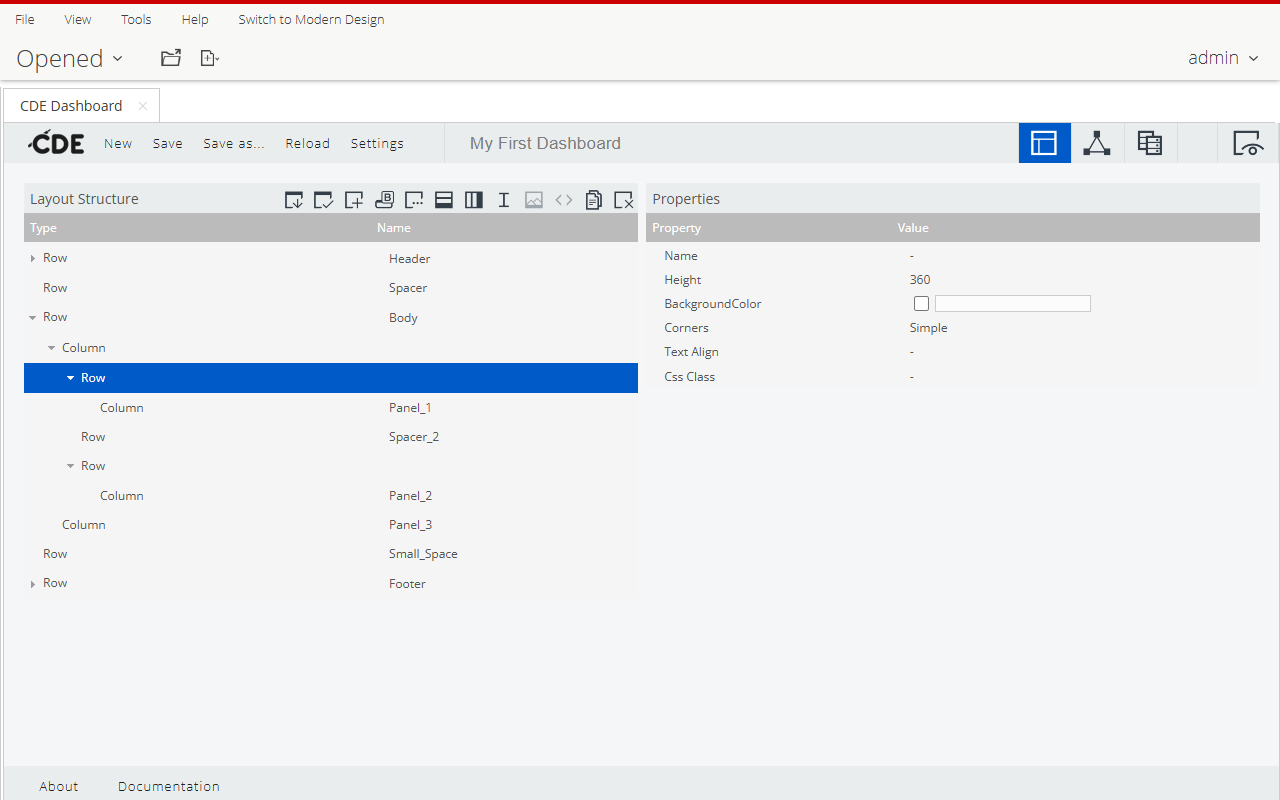 File View Tools Help Switch to Modern Design
Opened admin
CDE Dashboard
CDE New Save Save as... Reload Settings My First Dashboard
Layout Structure Properties
Type Name Property Value
Row Header
Row Spacer
Row Body
Column
Row
Column Panel_1
Row Spacer_2
Row
Column Panel_2
Column Panel_3
Row Small_Space
Row Footer
Name -
Height 360
BackgroundColor
Corners Simple
Text Align -
Css Class -
About Documentation